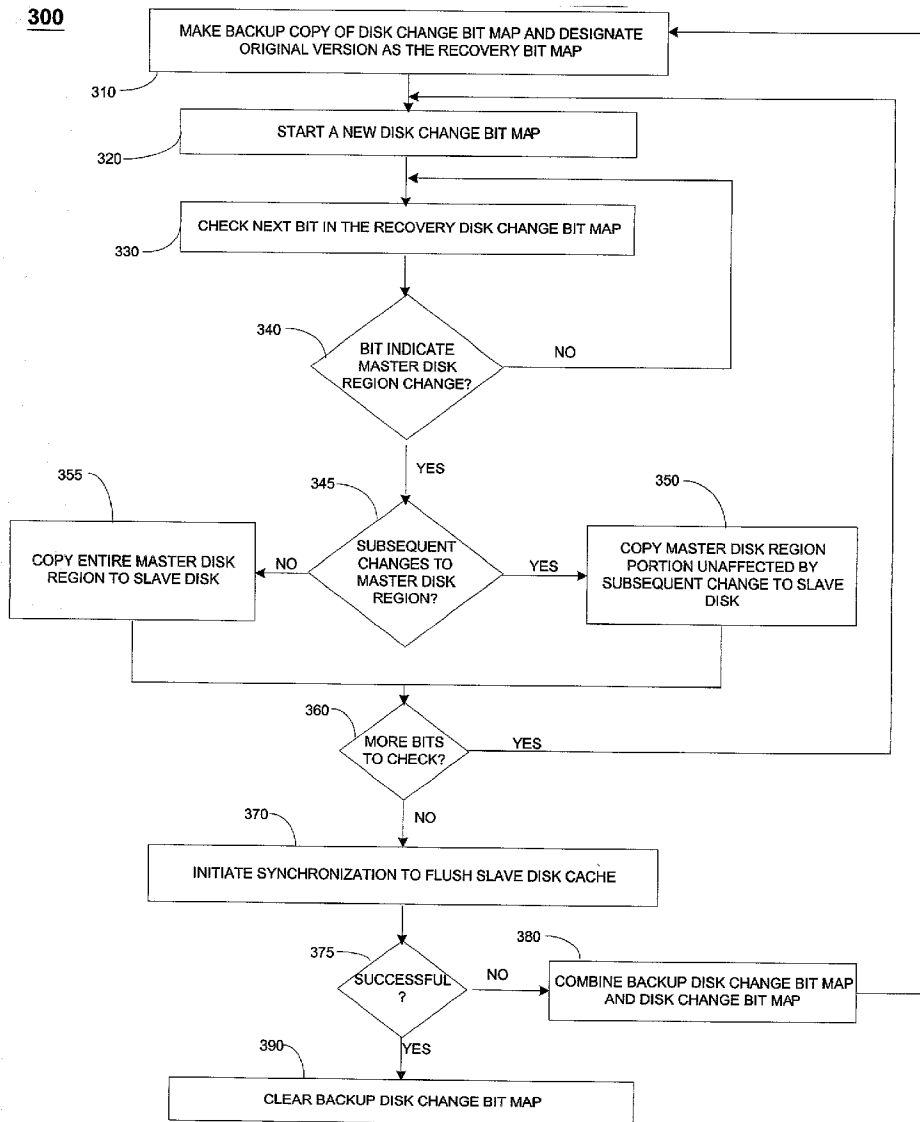 300
MAKE BACKUP COPY OF DISK CHANGE BIT MAP AND DESIGNATE
ORIGINAL VERSION AS THE RECOVERY BIT MAP
310
START A NEW DISK CHANGE BIT MAP
320
CHECK NEXT BIT IN THE RECOVERY DISK CHANGE BIT MAP
330
340
BIT INDICATE
MASTER DISK
REGION CHANGE?
NO
YES
355
345
350
COPY ENTIRE MASTER DISK
REGION TO SLAVE DISK
NO
SUBSEQUENT
CHANGES TO
MASTER DISK
REGION?
YES
COPY MASTER DISK REGION
PORTION UNAFFECTED BY
SUBSEQUENT CHANGE TO SLAVE
DISK
360
MORE BITS
TO CHECK?
YES
NO
370
INITIATE SYNCHRONIZATION TO FLUSH SLAVE DISK CACHE
375
SUCCESSFUL
?
NO
380
COMBINE BACKUP DISK CHANGE BIT MAP
AND DISK CHANGE BIT MAP
YES
390
CLEAR BACKUP DISK CHANGE BIT MAP